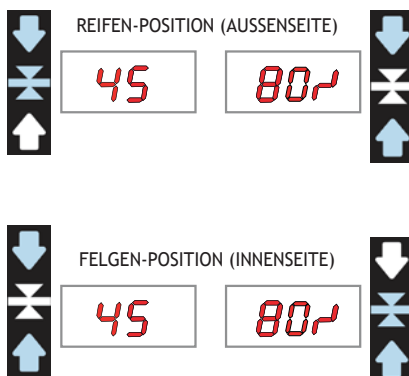 REIFEN-POSITION (AUSSENSEITE)
45 80
FELGEN-POSITION (INNENSEITE)
45 80